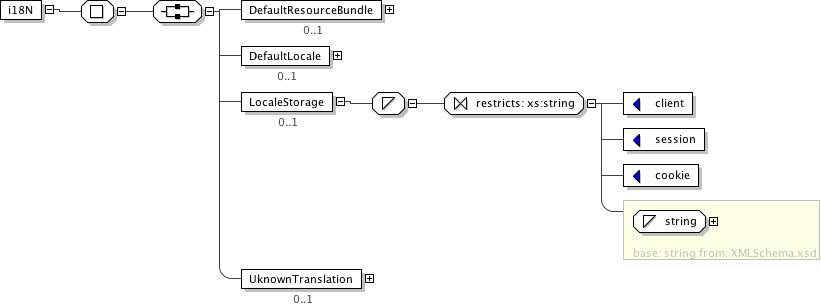 i18N
DefaultResourceBundle
0..1
DefaultLocale
0..1
LocaleStorage
0..1
restricts: xs:string
client
session
cookie
string
base: string from: XMLSchema.xsd
UknownTranslation
0..1